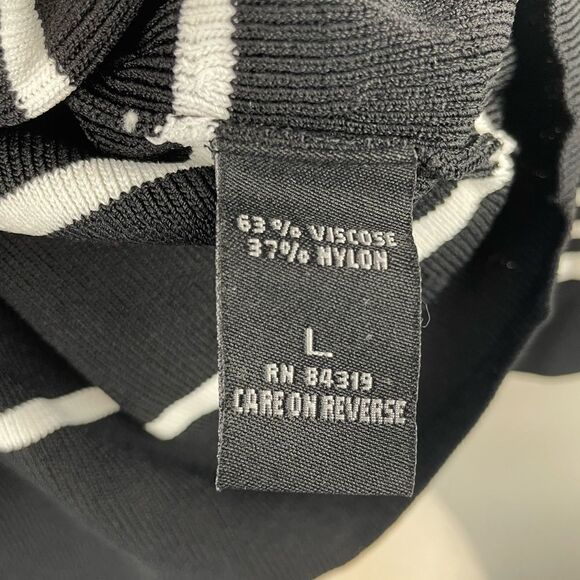 63% VISCOSE
37% NYLON
L
RN 84319
CARE ON REVERSE